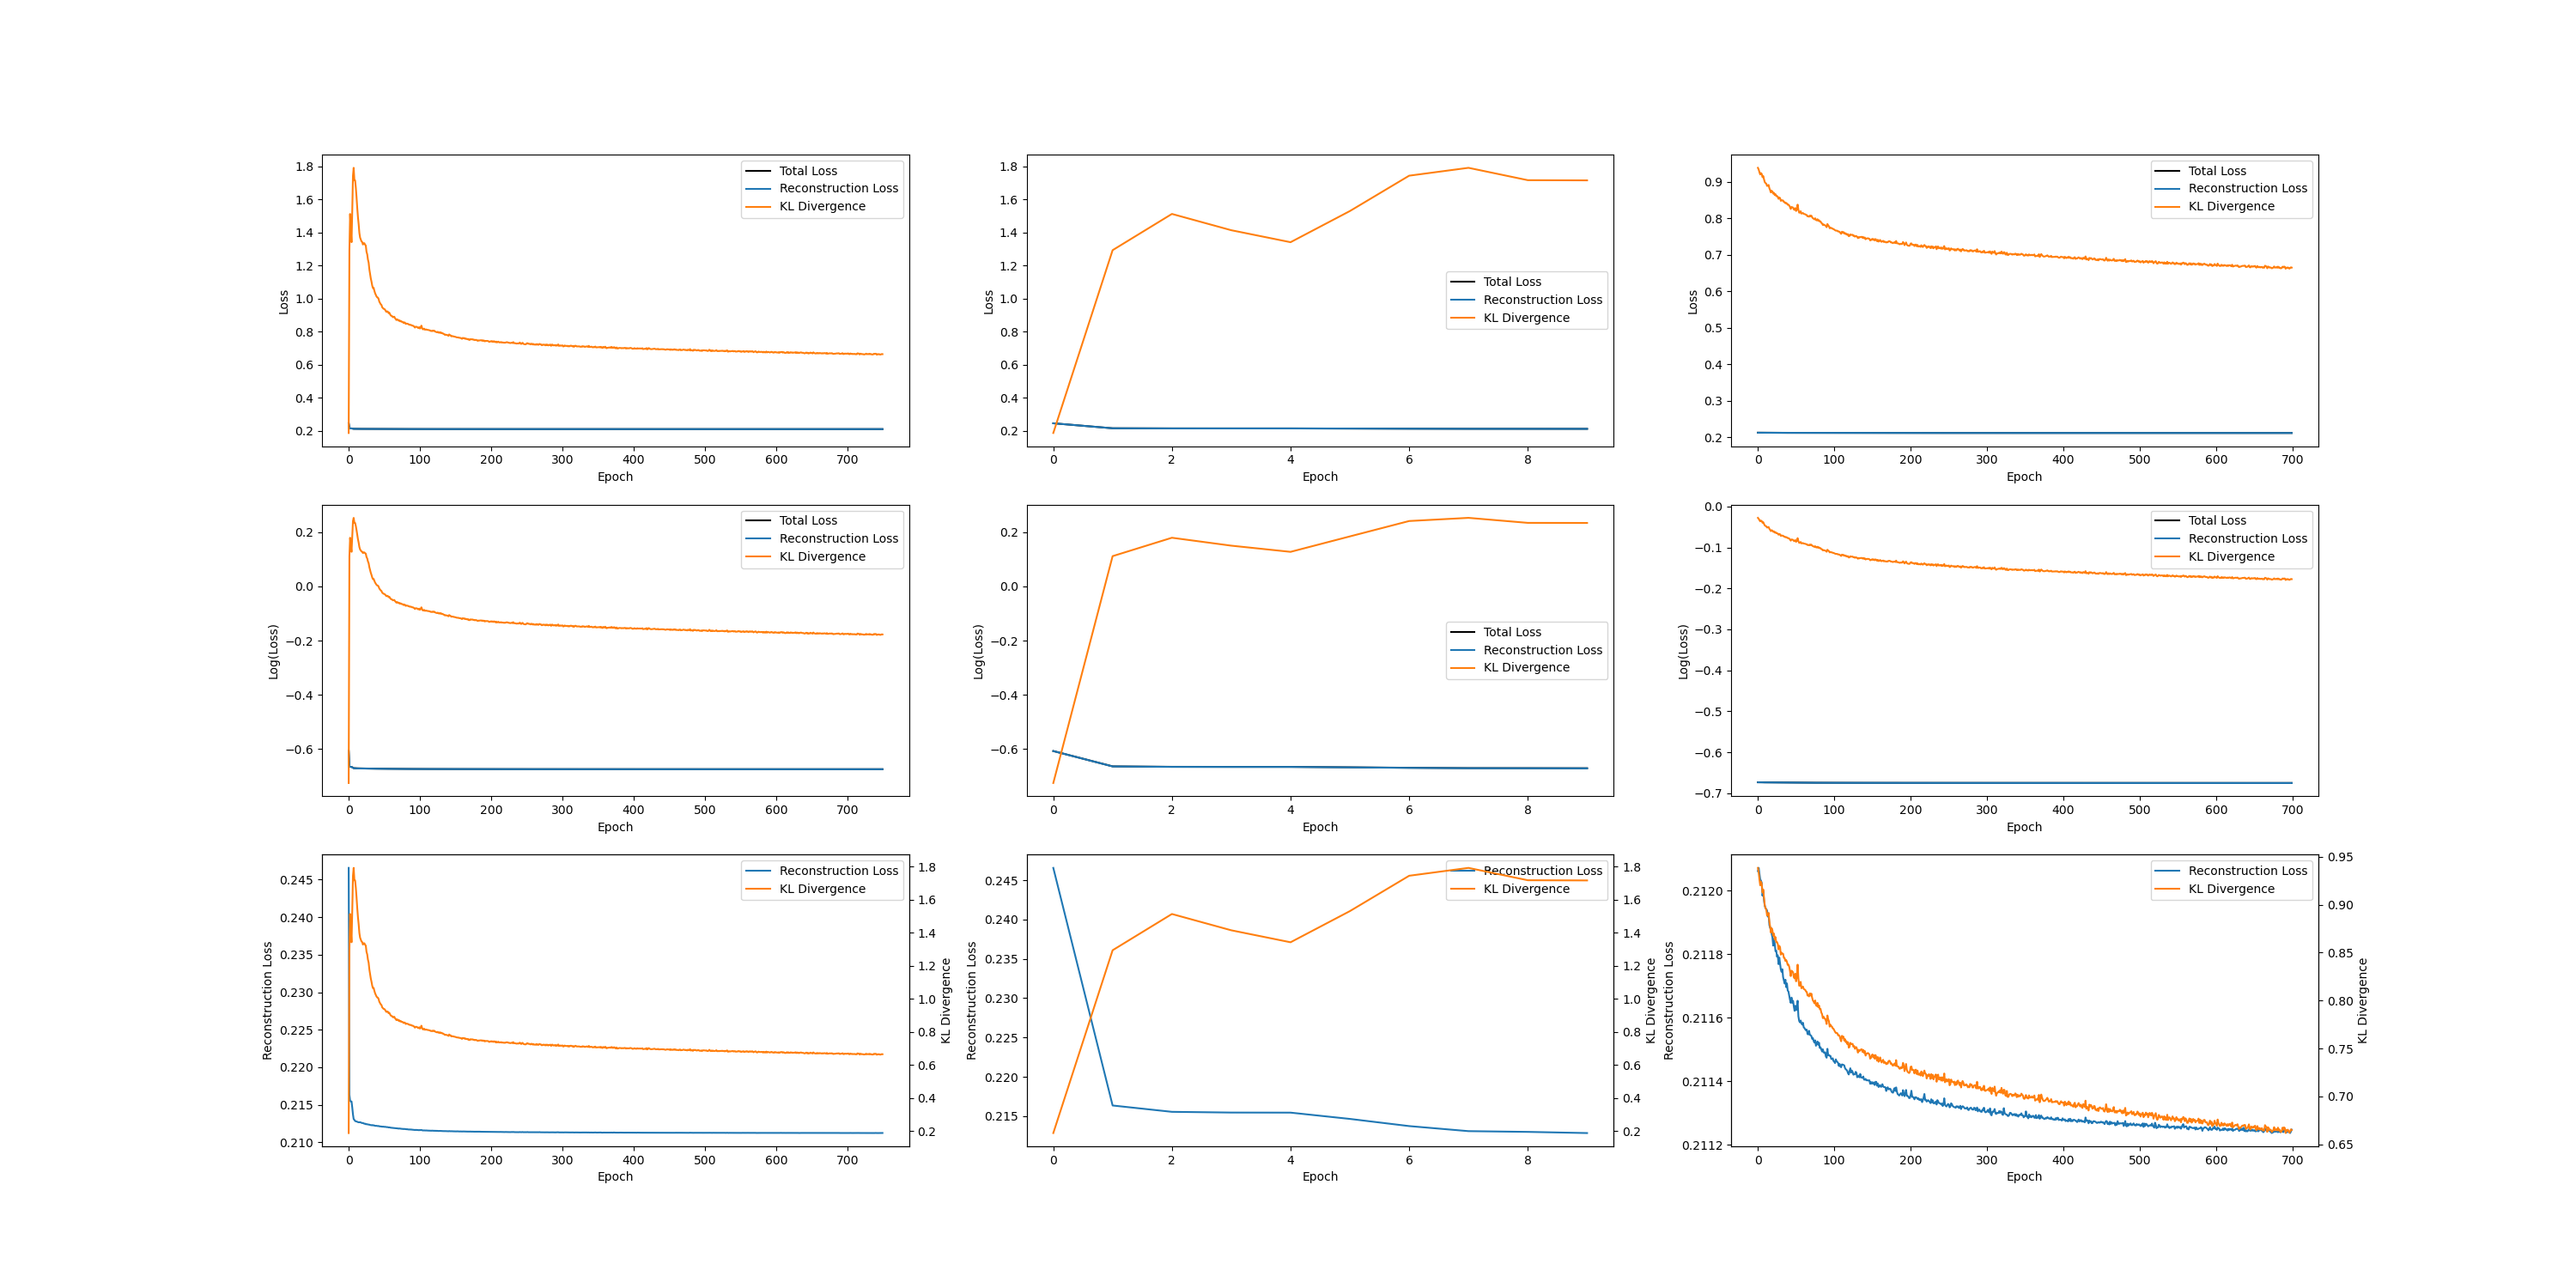 1.8
1.6
1.4
1.2
1.0
0.8
0.6
0.4
0.2
Loss
0 100 200 300 400 500 600 700
Epoch
Total Loss
Reconstruction Loss
KL Divergence
1.8
1.6
1.4
1.2
1.0
0.8
0.6
0.4
0.2
Loss
0 2 4 6 8
Epoch
Total Loss
Reconstruction Loss
KL Divergence
0.9
0.8
0.7
0.6
0.5
0.4
0.3
0.2
Loss
0 100 200 300 400 500 600 700
Epoch
Total Loss
Reconstruction Loss
KL Divergence
0.2
0.0
−0.2
−0.4
−0.6
Log(Loss)
0 100 200 300 400 500 600 700
Epoch
Total Loss
Reconstruction Loss
KL Divergence
0.2
0.0
−0.2
−0.4
−0.6
Log(Loss)
0 2 4 6 8
Epoch
Total Loss
Reconstruction Loss
KL Divergence
0.0
−0.1
−0.2
−0.3
−0.4
−0.5
−0.6
−0.7
Log(Loss)
0 100 200 300 400 500 600 700
Epoch
Total Loss
Reconstruction Loss
KL Divergence
0.245
0.240
0.235
0.230
0.225
0.220
0.215
0.210
Reconstruction Loss
0 100 200 300 400 500 600 700
Epoch
Reconstruction Loss
KL Divergence
1.8
1.6
1.4
1.2
1.0
0.8
0.6
0.4
0.2
KL Divergence
0.245
0.240
0.235
0.230
0.225
0.220
0.215
Reconstruction Loss
0 2 4 6 8
Epoch
Reconstruction Loss
KL Divergence
1.8
1.6
1.4
1.2
1.0
0.8
0.6
0.4
0.2
KL Divergence
0.2120
0.2118
0.2116
0.2114
0.2112
Reconstruction Loss
0 100 200 300 400 500 600 700
Epoch
Reconstruction Loss
KL Divergence
0.95
0.90
0.85
0.80
0.75
0.70
0.65
KL Divergence